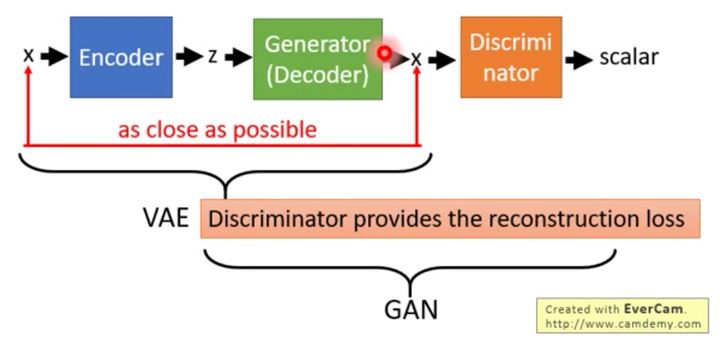 x
Encoder
z
Generator
(Decoder)
x
Discrimi
nator
scalar
as close as possible
VAE
Discriminator provides the reconstruction loss
GAN
Created with EverCam.
http://www.camdemy.com